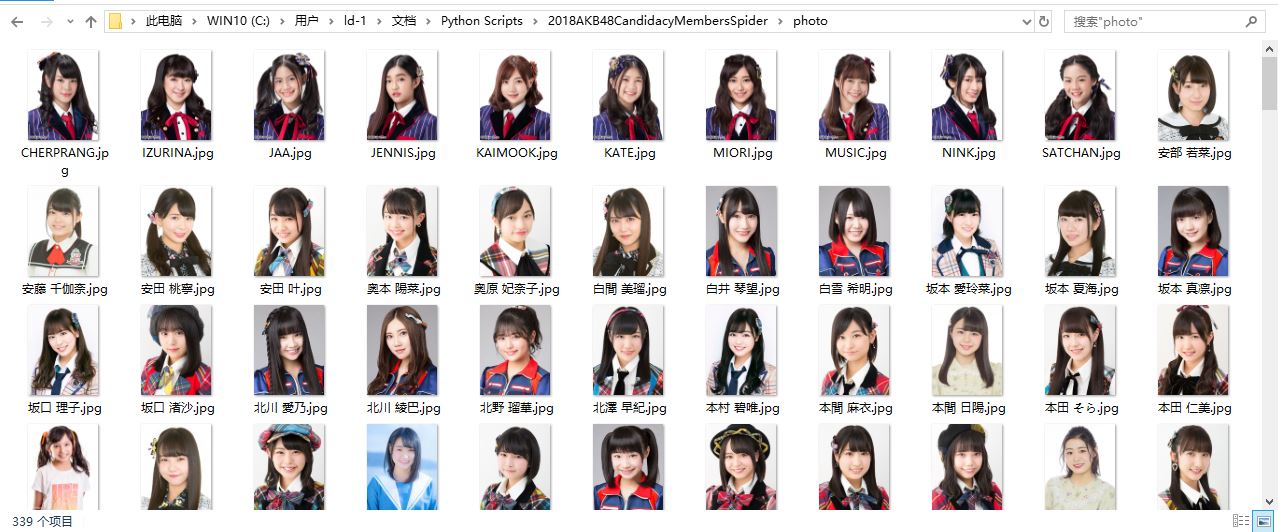 此电脑 > WIN10 (C:) > 用户 > ld-1 > 文档 > Python Scripts > 2018AKB48CandidacyMembersSpider > photo
搜索"photo"
CHERPRANG.jp
g
IZURINA.jpg
JAA.jpg
JENNIS.jpg
KAIMOOK.jpg
KATE.jpg
MIORI.jpg
MUSIC.jpg
NINK.jpg
SATCHAN.jpg
安部 若菜.jpg
安藤 千伽奈.jpg
安田 桃寧.jpg
安田 叶.jpg
奥本 陽菜.jpg
奥原 妃奈子.jpg
白間 美瑠.jpg
白井 琴望.jpg
白雪 希明.jpg
坂本 愛玲菜.jpg
坂本 夏海.jpg
坂本 真凛.jpg
坂口 理子.jpg
坂口 渚沙.jpg
北川 愛乃.jpg
北川 綾巴.jpg
北野 瑠華.jpg
北澤 早紀.jpg
本村 碧唯.jpg
本間 麻衣.jpg
本間 日陽.jpg
本田 そら.jpg
本田 仁美.jpg
339 个项目